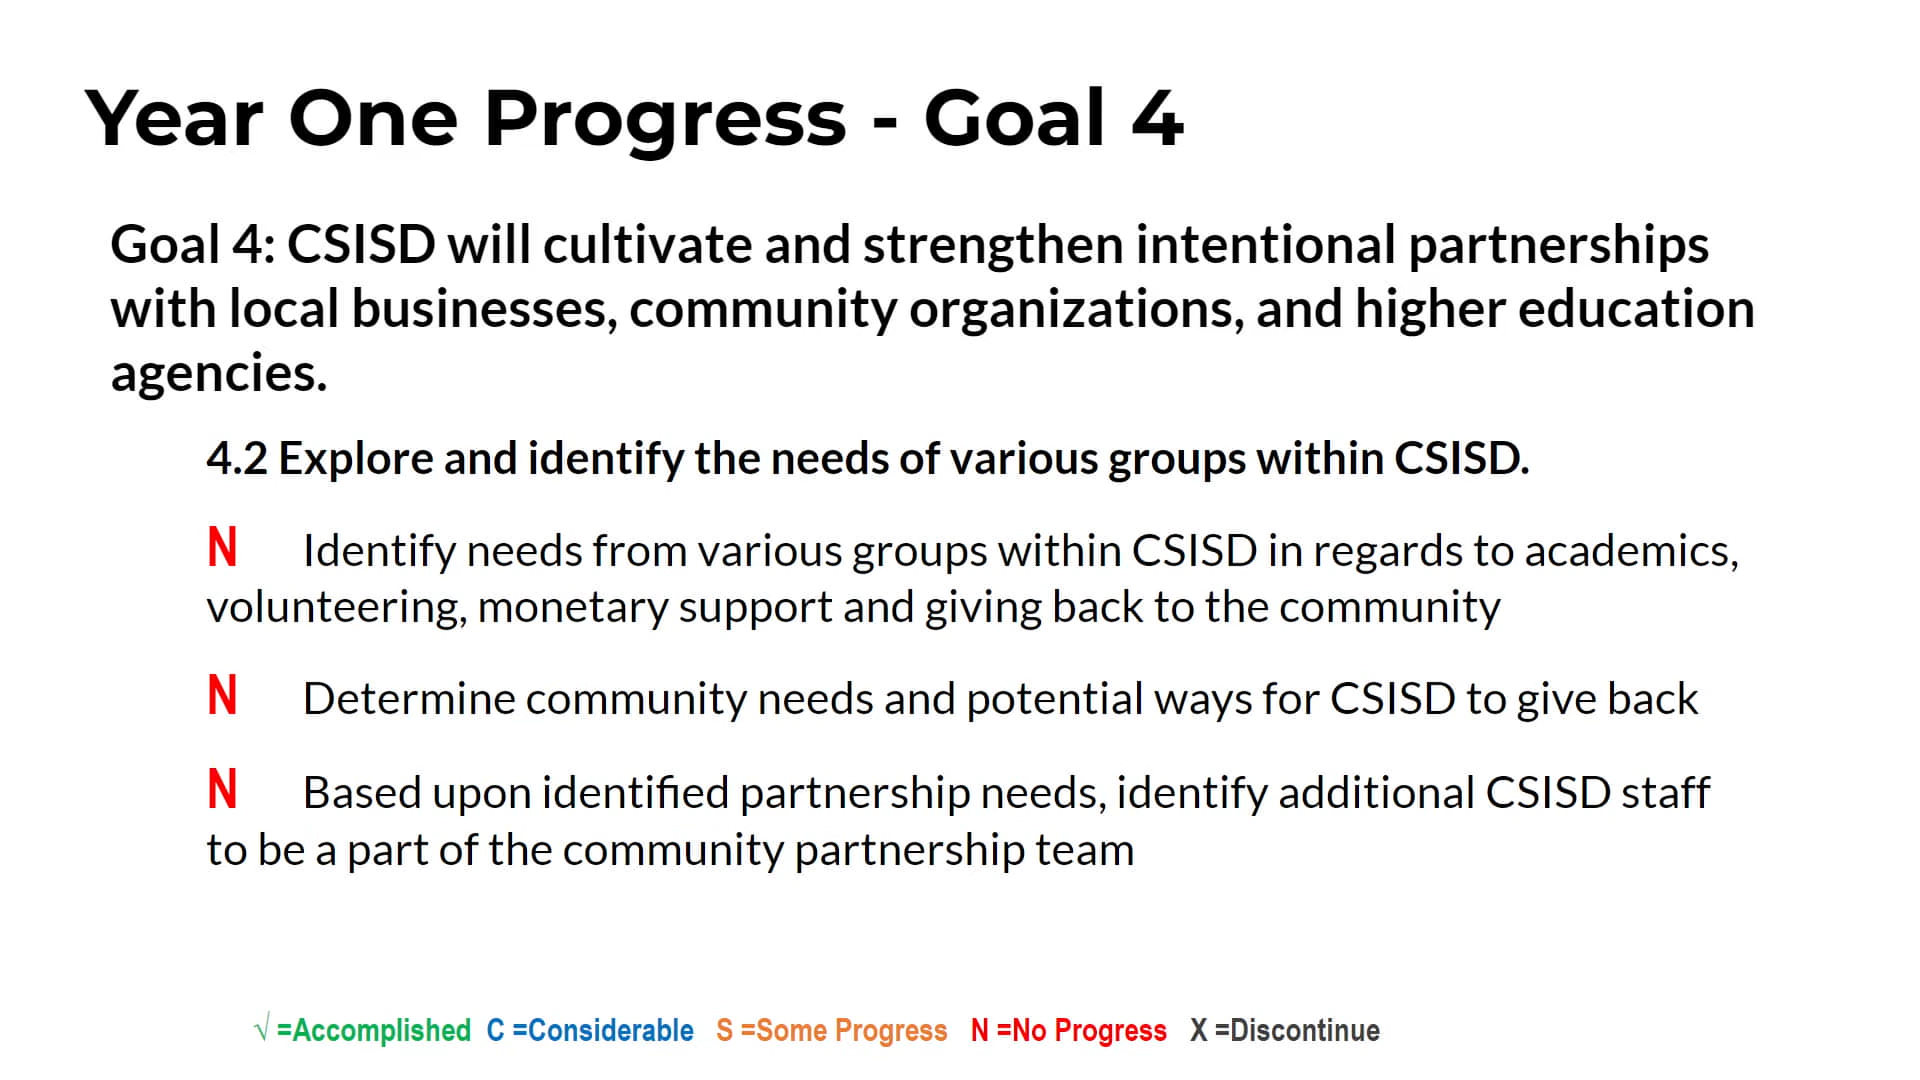 Year One Progress - Goal 4
Goal 4: CSISD will cultivate and strengthen intentional partnerships
with local businesses, community organizations, and higher education
agencies.
4.2 Explore and identify the needs of various groups within CSISD.
N Identify needs from various groups within CSISD in regards to academics,
volunteering, monetary support and giving back to the community
N Determine community needs and potential ways for CSISD to give back
N Based upon identified partnership needs, identify additional CSISD staff
to be a part of the community partnership team
√ =Accomplished C =Considerable S =Some Progress N =No Progress X =Discontinue